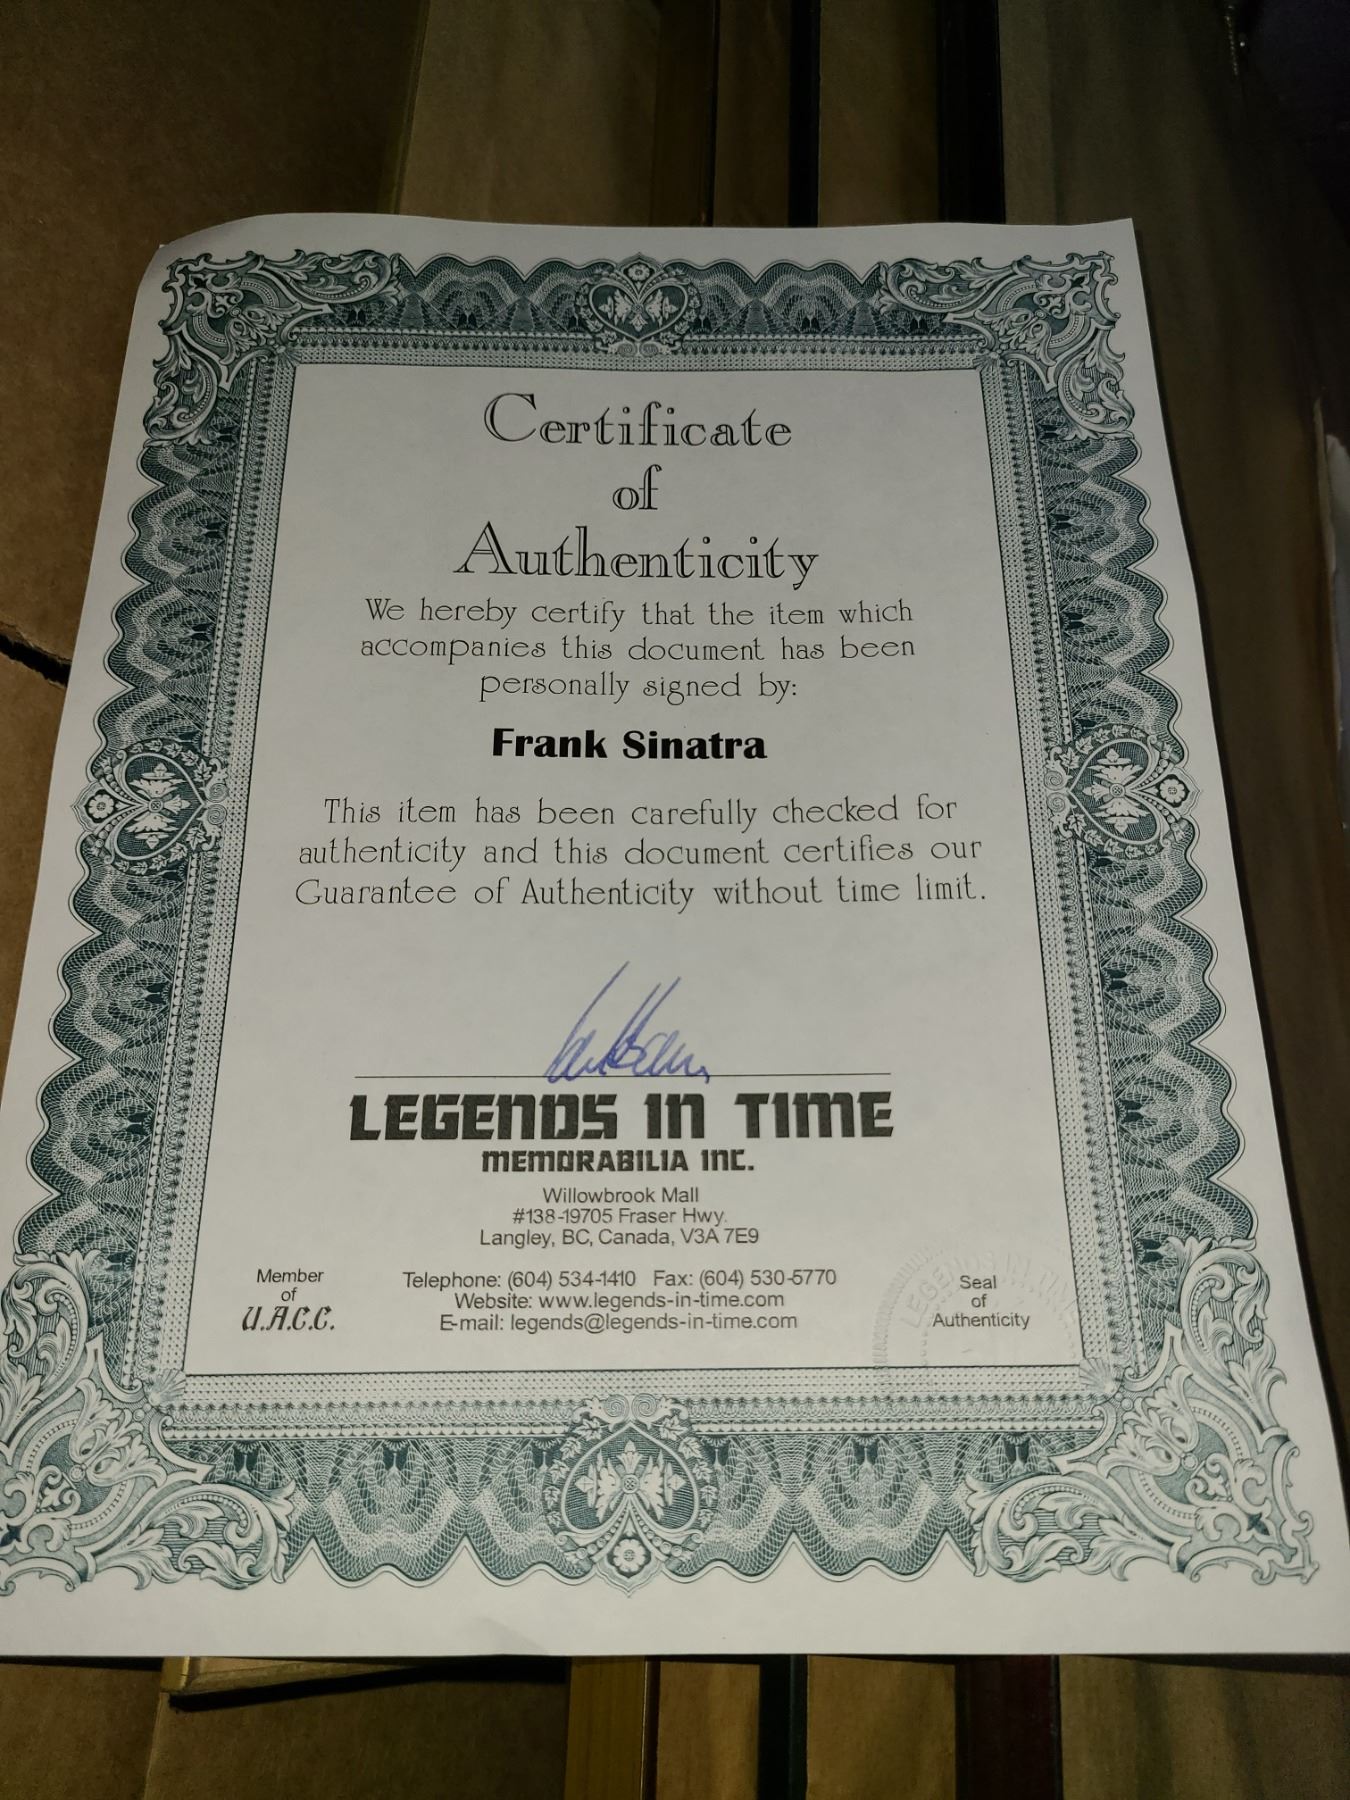 Certificate
of
Authenticity
We hereby certify that the item which
accompanies this document has been
personally signed by:
Frank Sinatra
This item has been carefully checked for
authenticity and this document certifies our
Guarantee of Authenticity without time limit.
LEGENDS IN TIME
MEMORABILIA INC.
Willowbrook Mall
#138-19705 Fraser Hwy.
Langley, BC, Canada, V3A 7E9
Member
of
U.A.C.C.
Telephone: (604) 534-1410 Fax: (604) 530-5770
Website: www.legends-in-time.com
E-mail: legends@legends-in-time.com
LEGENDS IN TIME
Seal
of
Authenticity